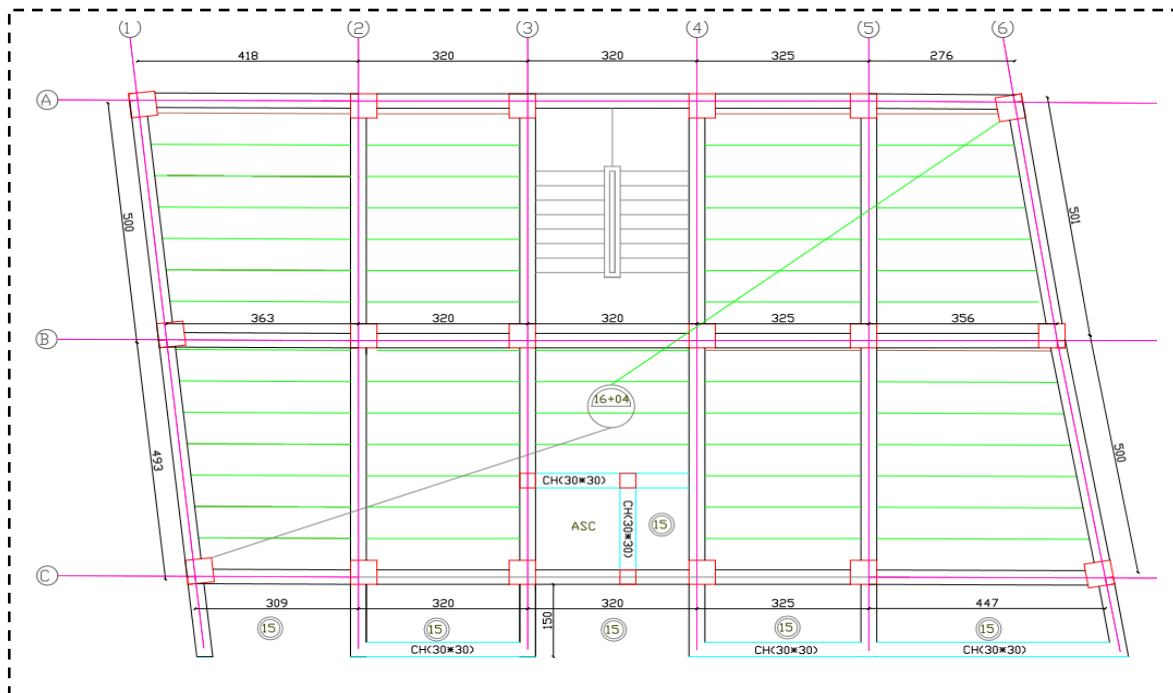 (1) (2) (3) (4) (5) (6)
418 320 320 325 276
A
500
501
363 320 320 325 356
B
16+04
493
500
CH(30*30)
CH(30*30)
ASC
15
C
309 320 320 325 447
150
15 15 15 15 15
CH(30*30) CH(30*30) CH(30*30)